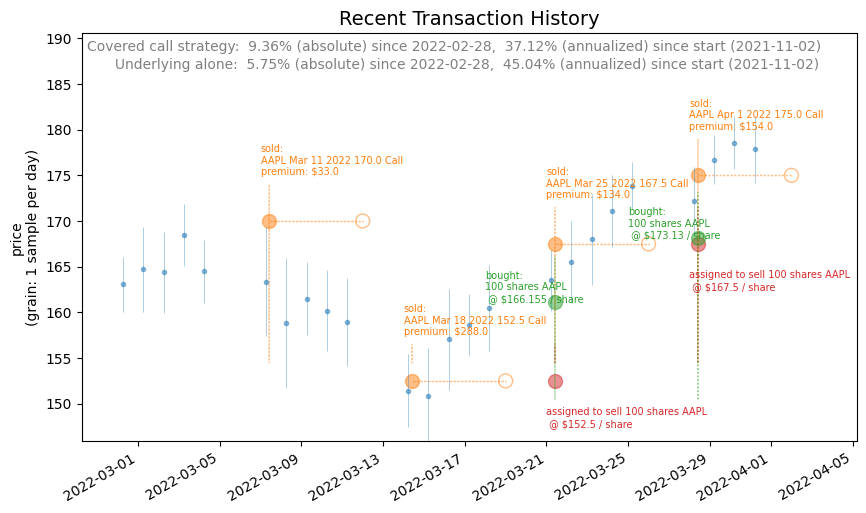 Recent Transaction History
Covered call strategy:  9.36% (absolute) since 2022-02-28,  37.12% (annualized) since start (2021-11-02)
Underlying alone:  5.75% (absolute) since 2022-02-28,  45.04% (annualized) since start (2021-11-02)
price
(grain: 1 sample per day)
190
185
180
175
170
165
160
155
150
sold:
AAPL Mar 11 2022 170.0 Call
premium: $33.0
sold:
AAPL Mar 18 2022 152.5 Call
premium: $288.0
bought:
100 shares AAPL
@ $166.155 / share
assigned to sell 100 shares AAPL
@ $152.5 / share
sold:
AAPL Mar 25 2022 167.5 Call
premium: $134.0
bought:
100 shares AAPL
@ $173.13 / share
sold:
AAPL Apr 1 2022 175.0 Call
premium: $154.0
assigned to sell 100 shares AAPL
@ $167.5 / share
2022-03-01
2022-03-05
2022-03-09
2022-03-13
2022-03-17
2022-03-21
2022-03-25
2022-03-29
2022-04-01
2022-04-05